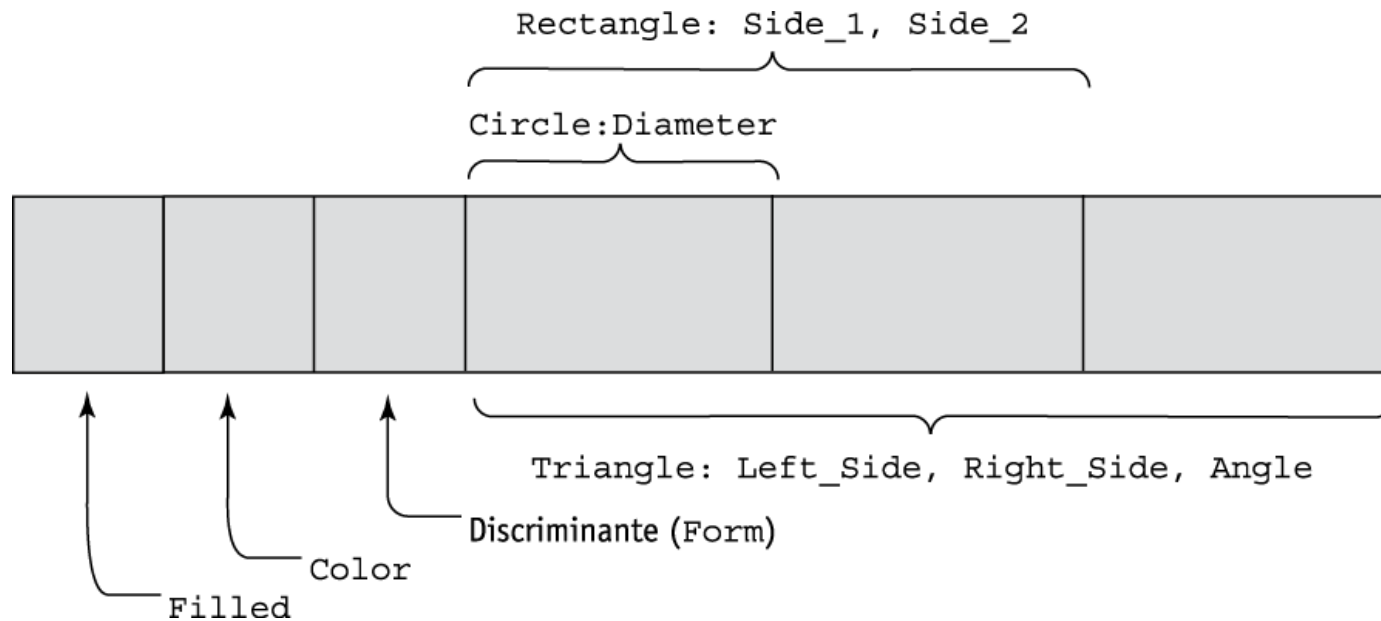 Rectangle: Side_1, Side_2
Circle:Diameter
Triangle: Left_Side, Right_Side, Angle
Discriminante (Form)
Color
Filled